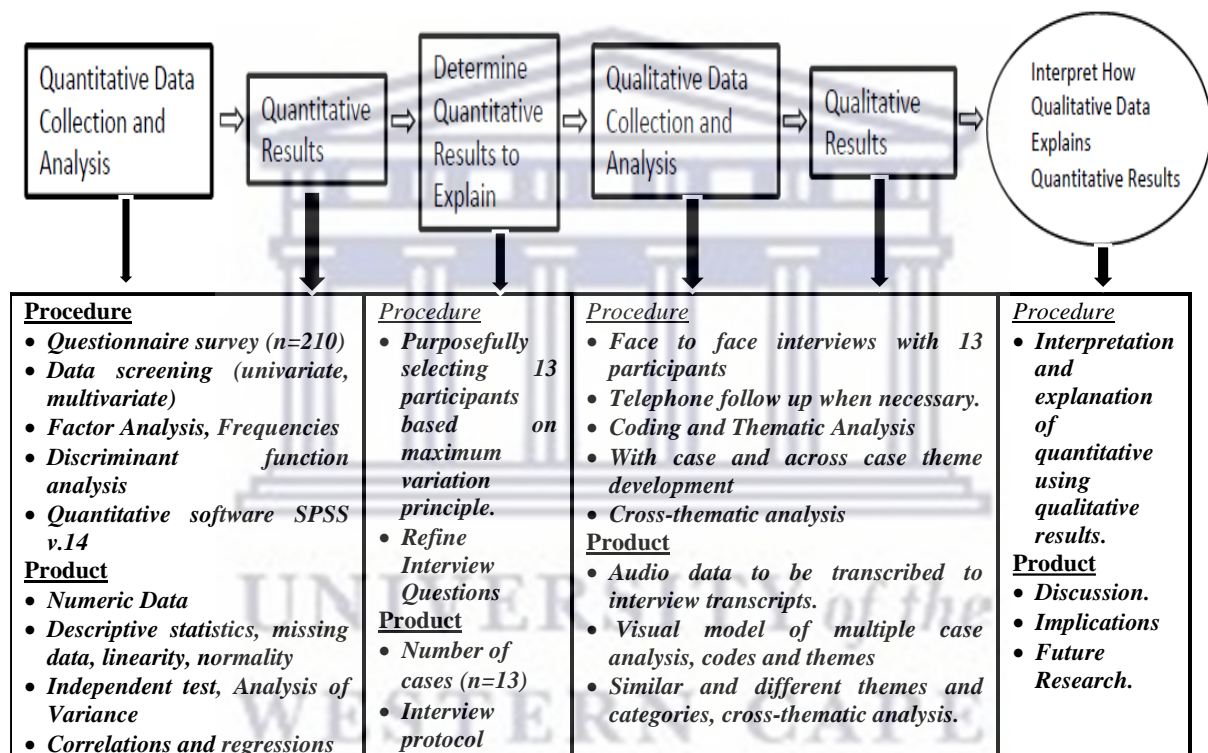 Quantitative Data
Collection and
Analysis
Quantitative
Results
Determine
Quantitative
Results to
Explain
Qualitative Data
Collection and
Analysis
Qualitative
Results
Interpret How
Qualitative Data
Explains
Quantitative Results
Procedure
• Questionnaire survey (n=210)
• Data screening (univariate,
multivariate)
• Factor Analysis, Frequencies
• Discriminant function
analysis
• Quantitative software SPSS
v.14
Product
• Numeric Data
• Descriptive statistics, missing
data, linearity, normality
• Independent test, Analysis of
Variance
• Correlations and regressions
Procedure
• Purposefully
selecting 13
participants
based on
maximum
variation
principle.
• Refine
Interview
Questions
Product
• Number of
cases (n=13)
• Interview
protocol
Procedure
• Face to face interviews with 13
participants
• Telephone follow up when necessary.
• Coding and Thematic Analysis
• With case and across case theme
development
• Cross-thematic analysis
Product
• Audio data to be transcribed to
interview transcripts.
• Visual model of multiple case
analysis, codes and themes
• Similar and different themes and
categories, cross-thematic analysis.
Procedure
• Interpretation
and
explanation
of
quantitative
using
qualitative
results.
Product
• Discussion.
• Implications
• Future
Research.
UNIVERSITY of the
WESTERN CAPE